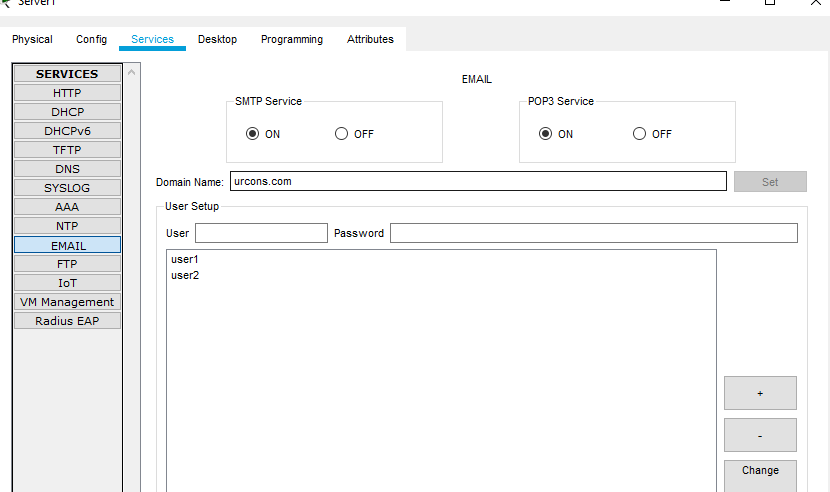 Server1
Physical Config Services Desktop Programming Attributes
SERVICES
HTTP
DHCP
DHCPv6
TFTP
DNS
SYSLOG
AAA
NTP
EMAIL
FTP
IoT
VM Management
Radius EAP
EMAIL
SMTP Service
ON OFF
POP3 Service
ON OFF
Domain Name: urcons.com Set
User Setup
User Password
user1
user2
+
-
Change